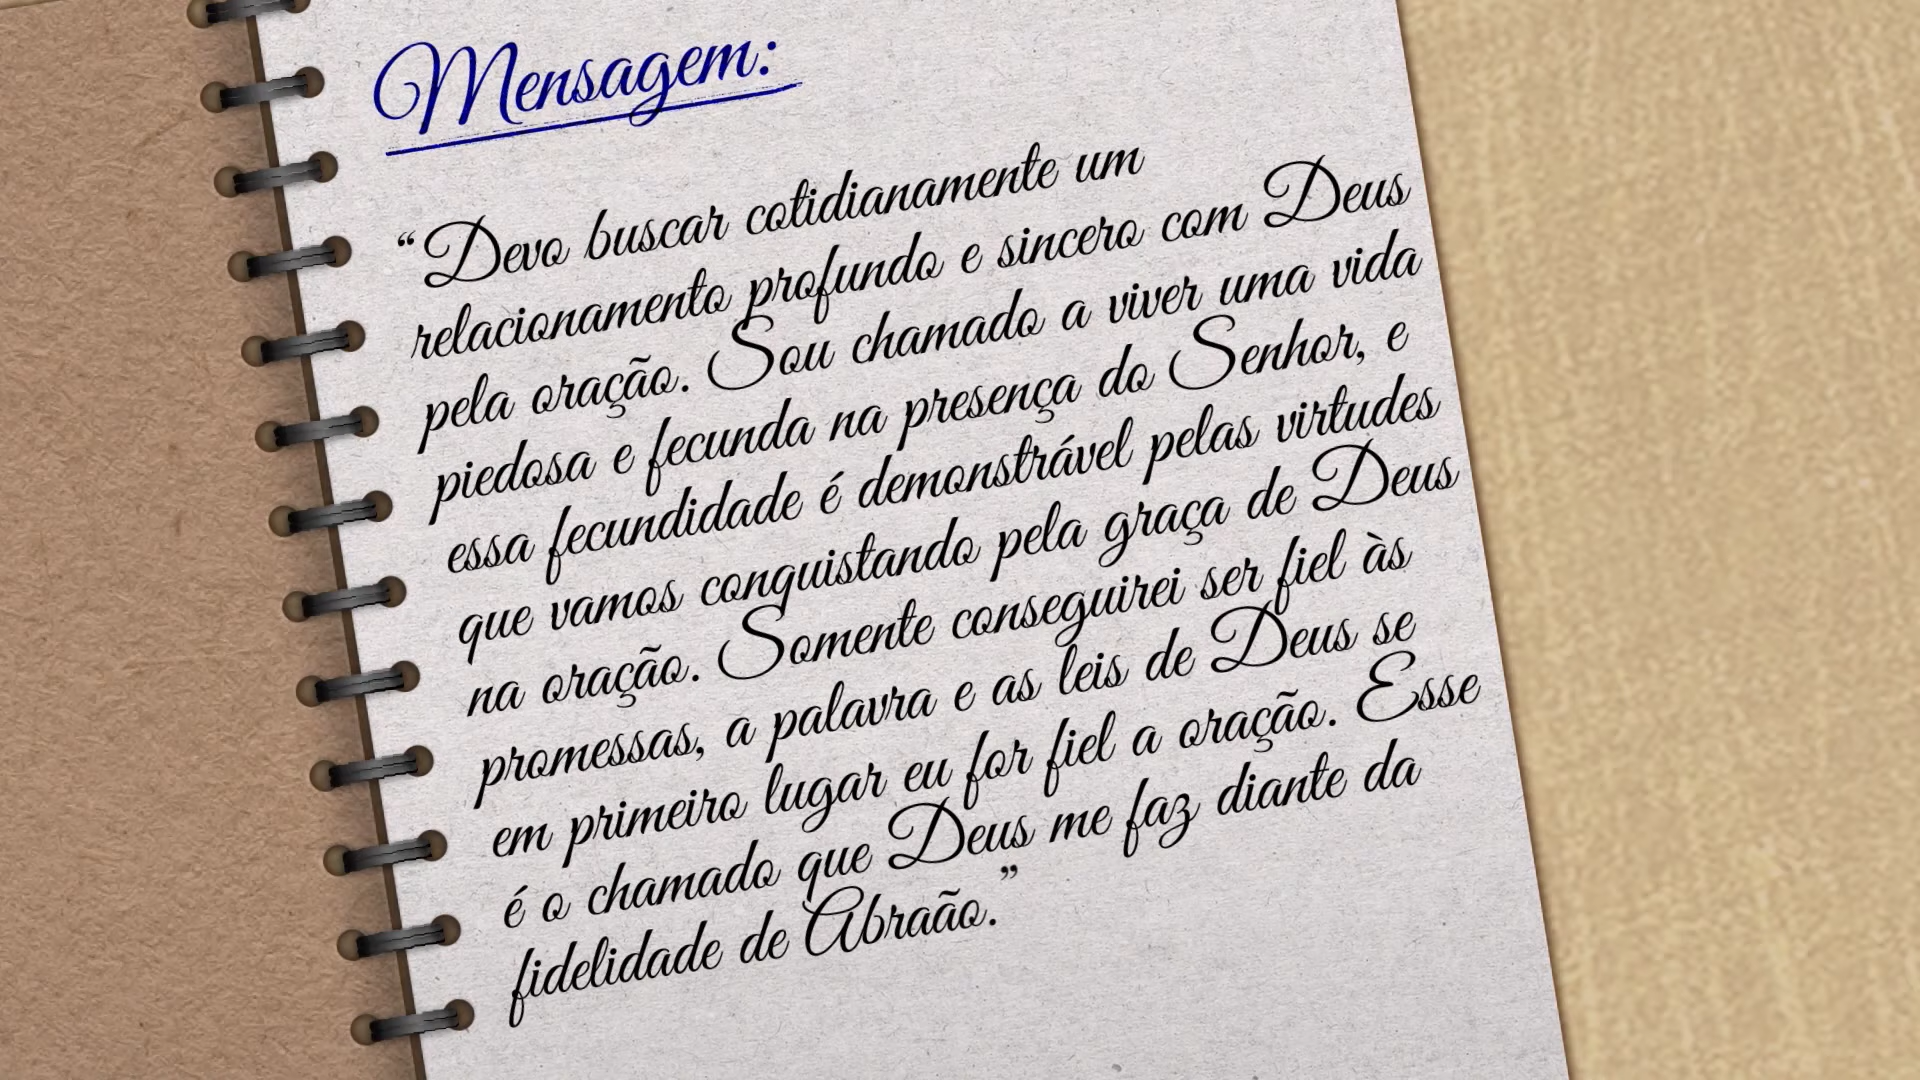 Mensagem:
“Devo buscar cotidianamente um
relacionamento profundo e sincero com Deus
pela oração. Sou chamado a viver uma vida
piedosa e fecunda na presença do Senhor, e
essa fecundidade é demonstrável pelas virtudes
que vamos conquistando pela graça de Deus
na oração. Somente conseguirei ser fiel às
promessas, a palavra e as leis de Deus se
em primeiro lugar eu for fiel a oração. Esse
é o chamado que Deus me faz diante da
fidelidade de Abraão.”